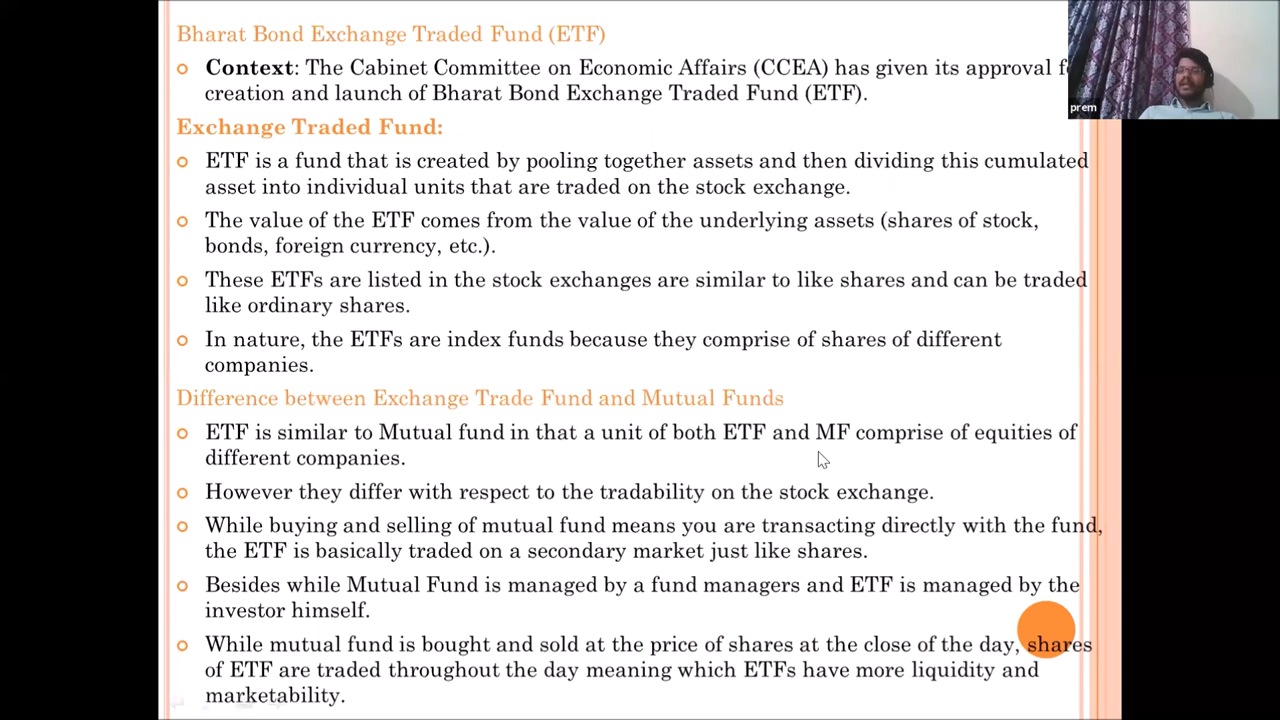 Bharat Bond Exchange Traded Fund (ETF)
Context: The Cabinet Committee on Economic Affairs (CCEA) has given its approval
creation and launch of Bharat Bond Exchange Traded Fund (ETF).
prem
Exchange Traded Fund:
ETF is a fund that is created by pooling together assets and then dividing this cumulated
asset into individual units that are traded on the stock exchange.
The value of the ETF comes from the value of the underlying assets (shares of stock,
bonds, foreign currency, etc.).
These ETFs are listed in the stock exchanges are similar to like shares and can be traded
like ordinary shares.
In nature, the ETFs are index funds because they comprise of shares of different
companies.
Difference between Exchange Trade Fund and Mutual Funds
ETF is similar to Mutual fund in that a unit of both ETF and MF comprise of equities of
different companies.
However they differ with respect to the tradability on the stock exchange.
While buying and selling of mutual fund means you are transacting directly with the fund,
the ETF is basically traded on a secondary market just like shares.
Besides while Mutual Fund is managed by a fund managers and ETF is managed by the
investor himself.
While mutual fund is bought and sold at the price of shares at the close of the day, shares
of ETF are traded throughout the day meaning which ETFs have more liquidity and
marketability.